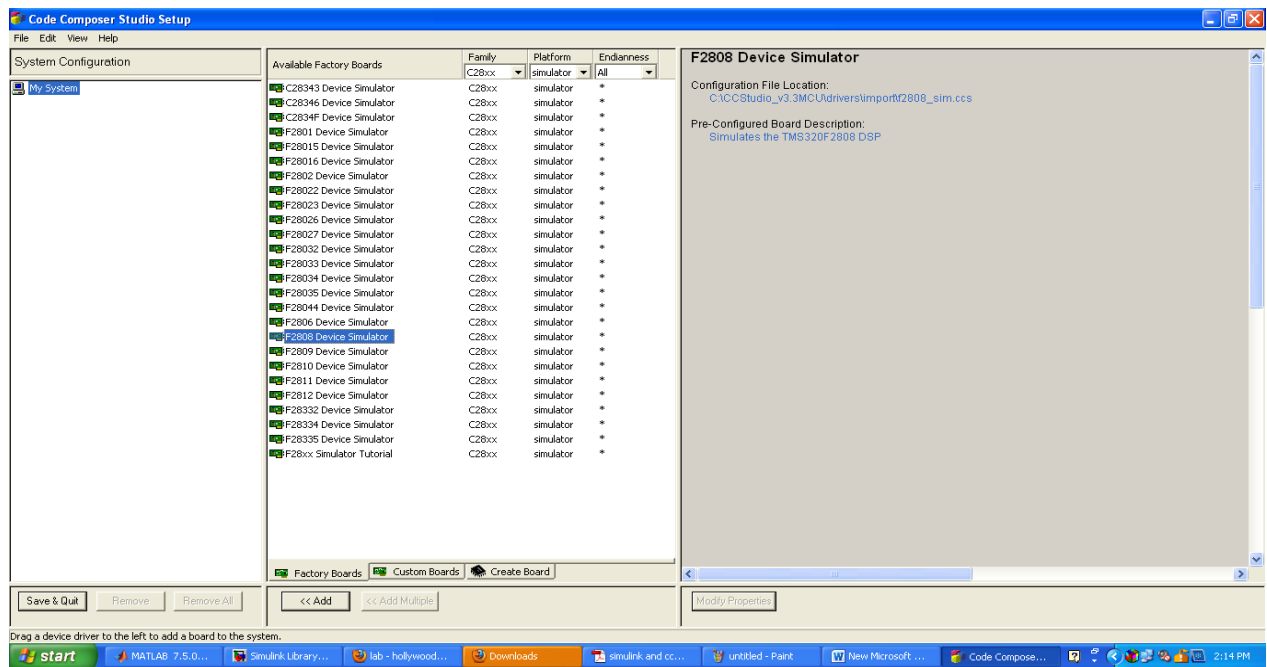 Code Composer Studio Setup
File Edit View Help
System Configuration
My System
Available Factory Boards Family Platform Endianness
C28xx simulator All
C28343 Device Simulator C28xx simulator *
C28346 Device Simulator C28xx simulator *
C2834F Device Simulator C28xx simulator *
F2801 Device Simulator C28xx simulator *
F28015 Device Simulator C28xx simulator *
F28016 Device Simulator C28xx simulator *
F2802 Device Simulator C28xx simulator *
F28022 Device Simulator C28xx simulator *
F28023 Device Simulator C28xx simulator *
F28026 Device Simulator C28xx simulator *
F28027 Device Simulator C28xx simulator *
F28032 Device Simulator C28xx simulator *
F28033 Device Simulator C28xx simulator *
F28034 Device Simulator C28xx simulator *
F28035 Device Simulator C28xx simulator *
F28044 Device Simulator C28xx simulator *
F2806 Device Simulator C28xx simulator *
F2808 Device Simulator C28xx simulator *
F2809 Device Simulator C28xx simulator *
F2810 Device Simulator C28xx simulator *
F2811 Device Simulator C28xx simulator *
F2812 Device Simulator C28xx simulator *
F28332 Device Simulator C28xx simulator *
F28334 Device Simulator C28xx simulator *
F28335 Device Simulator C28xx simulator *
F28xx Simulator Tutorial C28xx simulator *
Factory Boards Custom Boards Create Board
F2808 Device Simulator
Configuration File Location:
C:\CCStudio_v3.3MCU\drivers\import\f2808_sim.ccs
Pre-Configured Board Description:
Simulates the TMS320F2808 DSP
Save & Quit Remove Remove All << Add << Add Multiple Modify Properties
Drag a device driver to the left to add a board to the system.
start MATLAB 7.5.0... Simulink Library... lab - hollywood... Downloads simulink and cc... untitled - Paint New Microsoft ... Code Compose... 2:14 PM